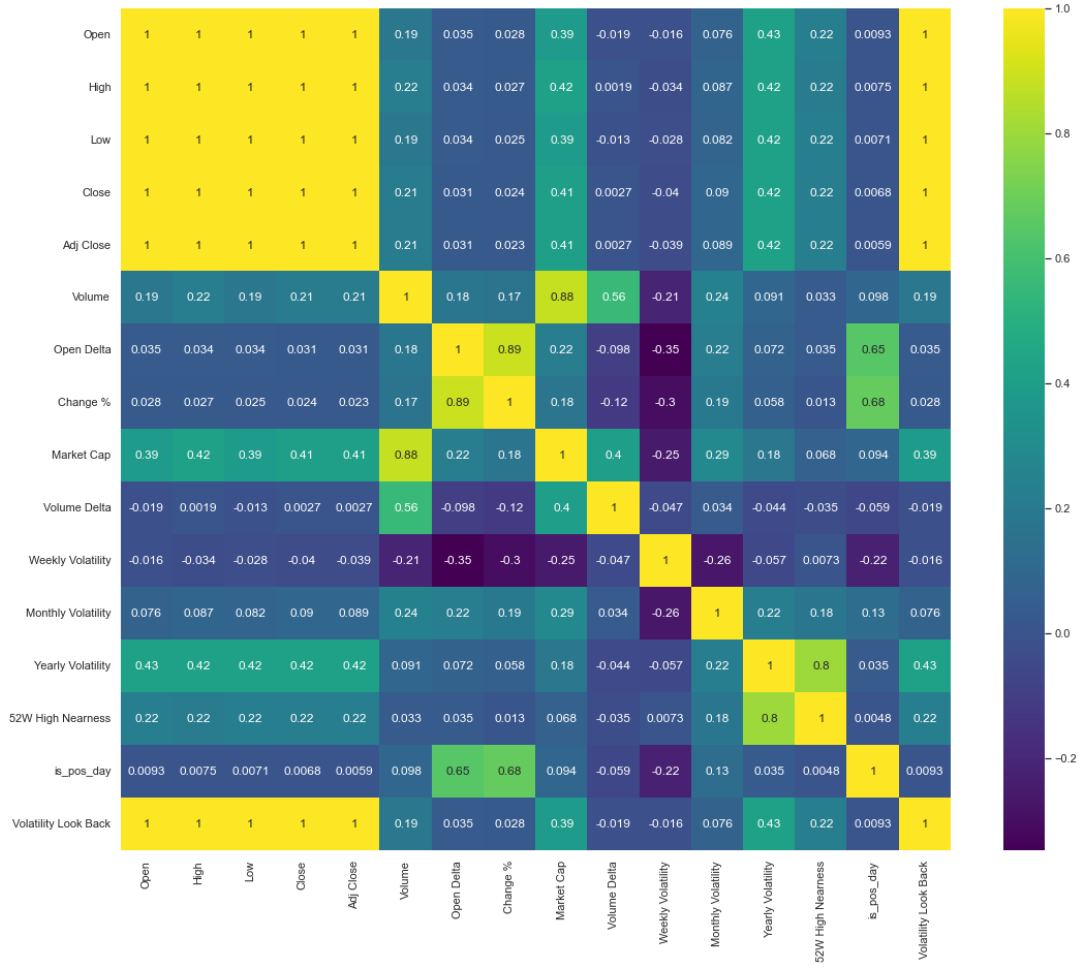 Open 1 1 1 1 1 0.19 0.035 0.028 0.39 -0.019 -0.016 0.076 0.43 0.22 0.0093 1
High 1 1 1 1 1 0.22 0.034 0.027 0.42 0.0019 -0.034 0.087 0.42 0.22 0.0075 1
Low 1 1 1 1 1 0.19 0.034 0.025 0.39 -0.013 -0.028 0.082 0.42 0.22 0.0071 1
Close 1 1 1 1 1 0.21 0.031 0.024 0.41 0.0027 -0.04 0.09 0.42 0.22 0.0068 1
Adj Close 1 1 1 1 1 0.21 0.031 0.023 0.41 0.0027 -0.039 0.089 0.42 0.22 0.0059 1
Volume 0.19 0.22 0.19 0.21 0.21 1 0.18 0.17 0.88 0.56 -0.21 0.24 0.091 0.033 0.098 0.19
Open Delta 0.035 0.034 0.034 0.031 0.031 0.18 1 0.89 0.22 -0.098 -0.35 0.22 0.072 0.035 0.65 0.035
Change % 0.028 0.027 0.025 0.024 0.023 0.17 0.89 1 0.18 -0.12 -0.3 0.19 0.058 0.013 0.68 0.028
Market Cap 0.39 0.42 0.39 0.41 0.41 0.88 0.22 0.18 1 0.4 -0.25 0.29 0.18 0.068 0.094 0.39
Volume Delta -0.019 0.0019 -0.013 0.0027 0.0027 0.56 -0.098 -0.12 0.4 1 -0.047 0.034 -0.044 -0.035 -0.059 -0.019
Weekly Volatility -0.016 -0.034 -0.028 -0.04 -0.039 -0.21 -0.35 -0.3 -0.25 -0.047 1 -0.26 -0.057 0.0073 -0.22 -0.016
Monthly Volatility 0.076 0.087 0.082 0.09 0.089 0.24 0.22 0.19 0.29 0.034 -0.26 1 0.22 0.18 0.13 0.076
Yearly Volatility 0.43 0.42 0.42 0.42 0.42 0.091 0.072 0.058 0.18 -0.044 -0.057 0.22 1 0.8 0.035 0.43
52W High Nearness 0.22 0.22 0.22 0.22 0.22 0.033 0.035 0.013 0.068 -0.035 0.0073 0.18 0.8 1 0.0048 0.22
is_pos_day 0.0093 0.0075 0.0071 0.0068 0.0059 0.098 0.65 0.68 0.094 -0.059 -0.22 0.13 0.035 0.0048 1 0.0093
Volatility Look Back 1 1 1 1 1 0.19 0.035 0.028 0.39 -0.019 -0.016 0.076 0.43 0.22 0.0093 1
Open
High
Low
Close
Adj Close
Volume
Open Delta
Change %
Market Cap
Volume Delta
Weekly Volatility
Monthly Volatility
Yearly Volatility
52W High Nearness
is_pos_day
Volatility Look Back
1.0
0.8
0.6
0.4
0.2
0.0
-0.2